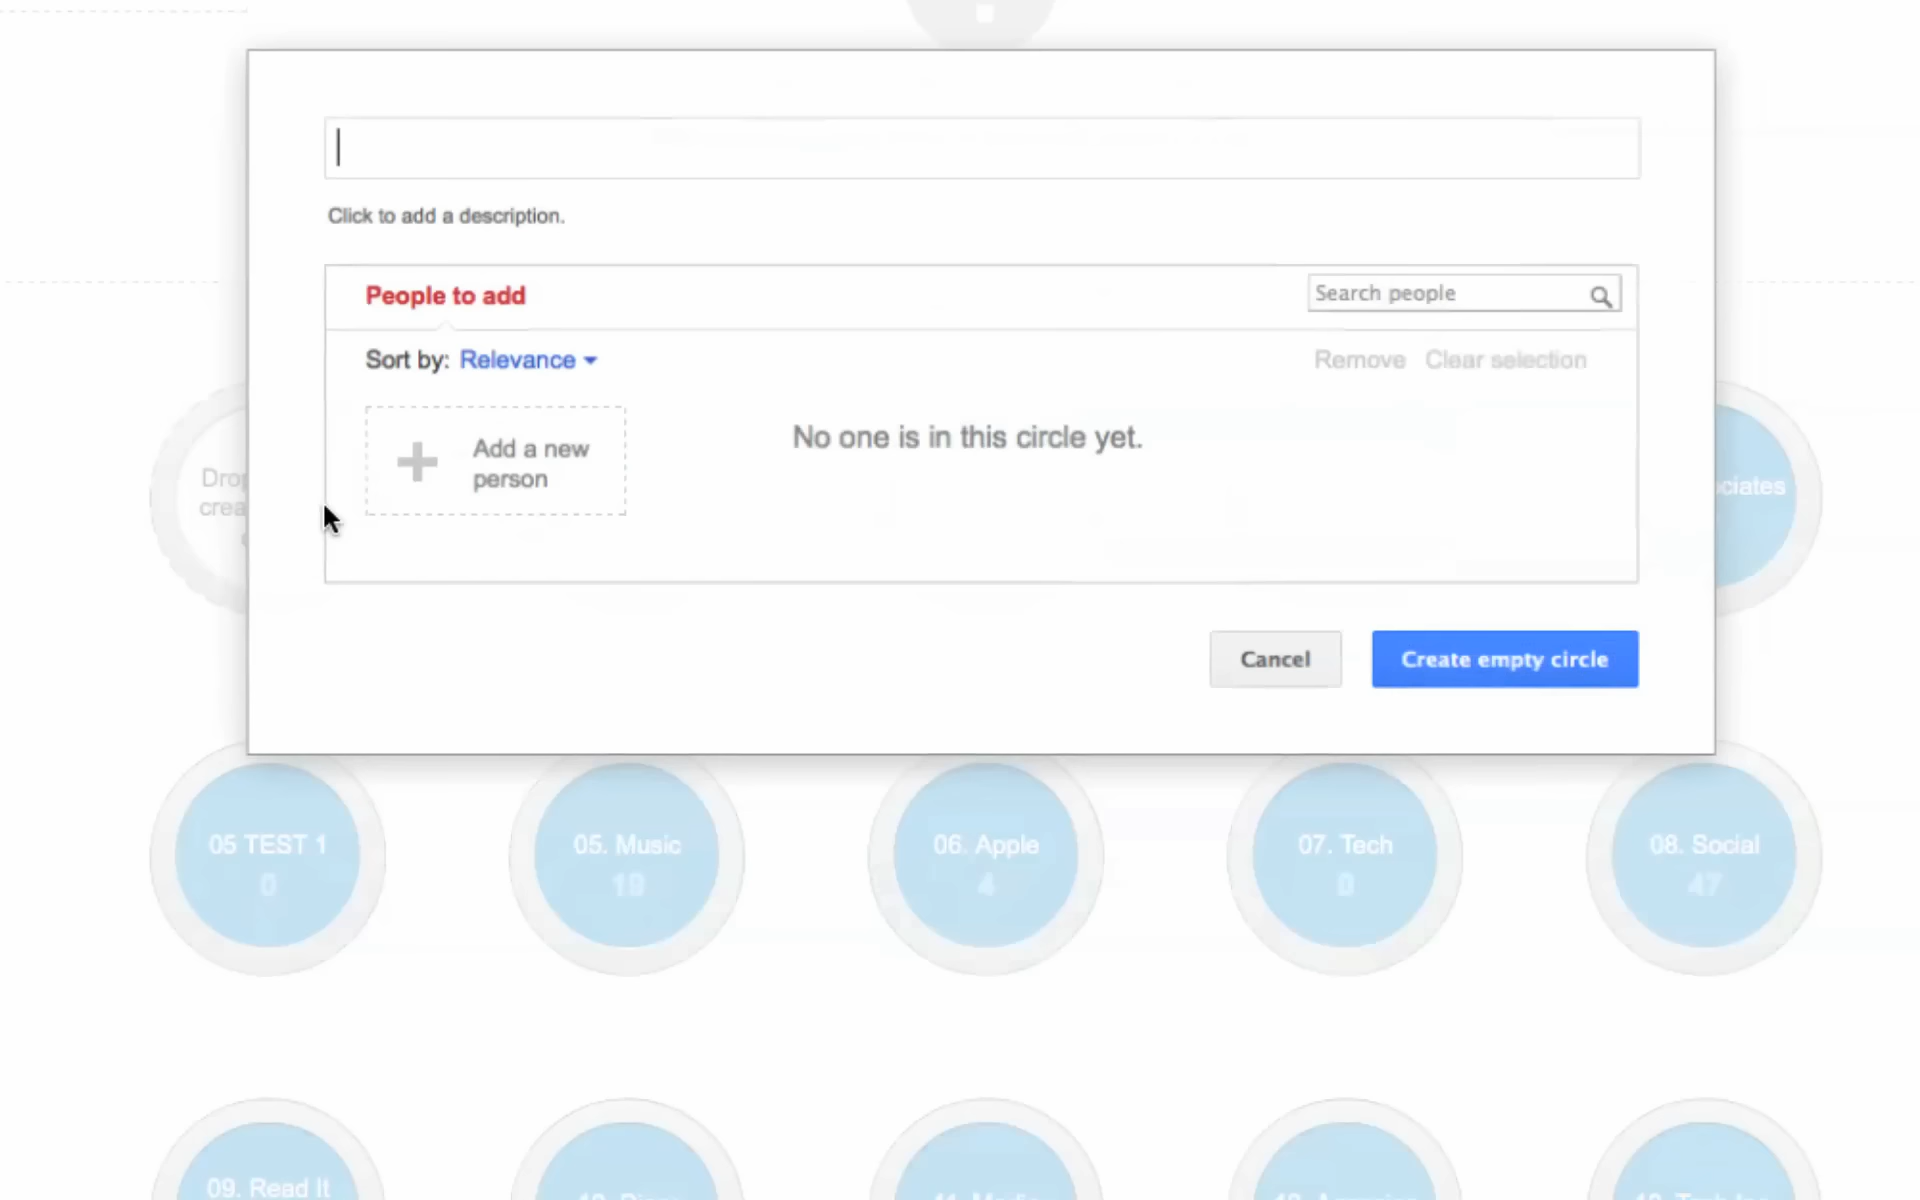 Click to add a description.
People to add
Search people
Sort by: Relevance
Remove Clear selection
Add a new
person
No one is in this circle yet.
Cancel
Create empty circle
05 TEST 1
0
05. Music
19
06. Apple
4
07. Tech
08. Social
47
09. Read It